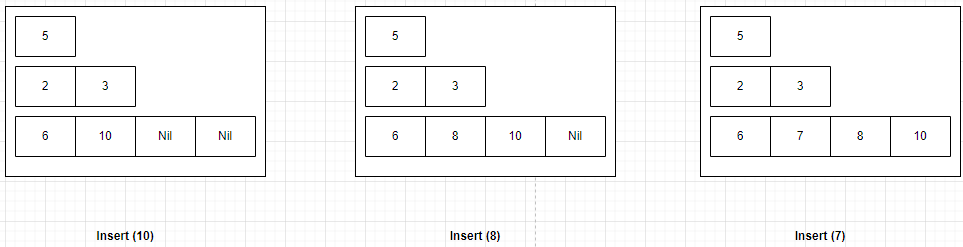 5
2 3
6 10 Nil Nil
Insert (10)
5
2 3
6 8 10 Nil
Insert (8)
5
2 3
6 7 8 10
Insert (7)